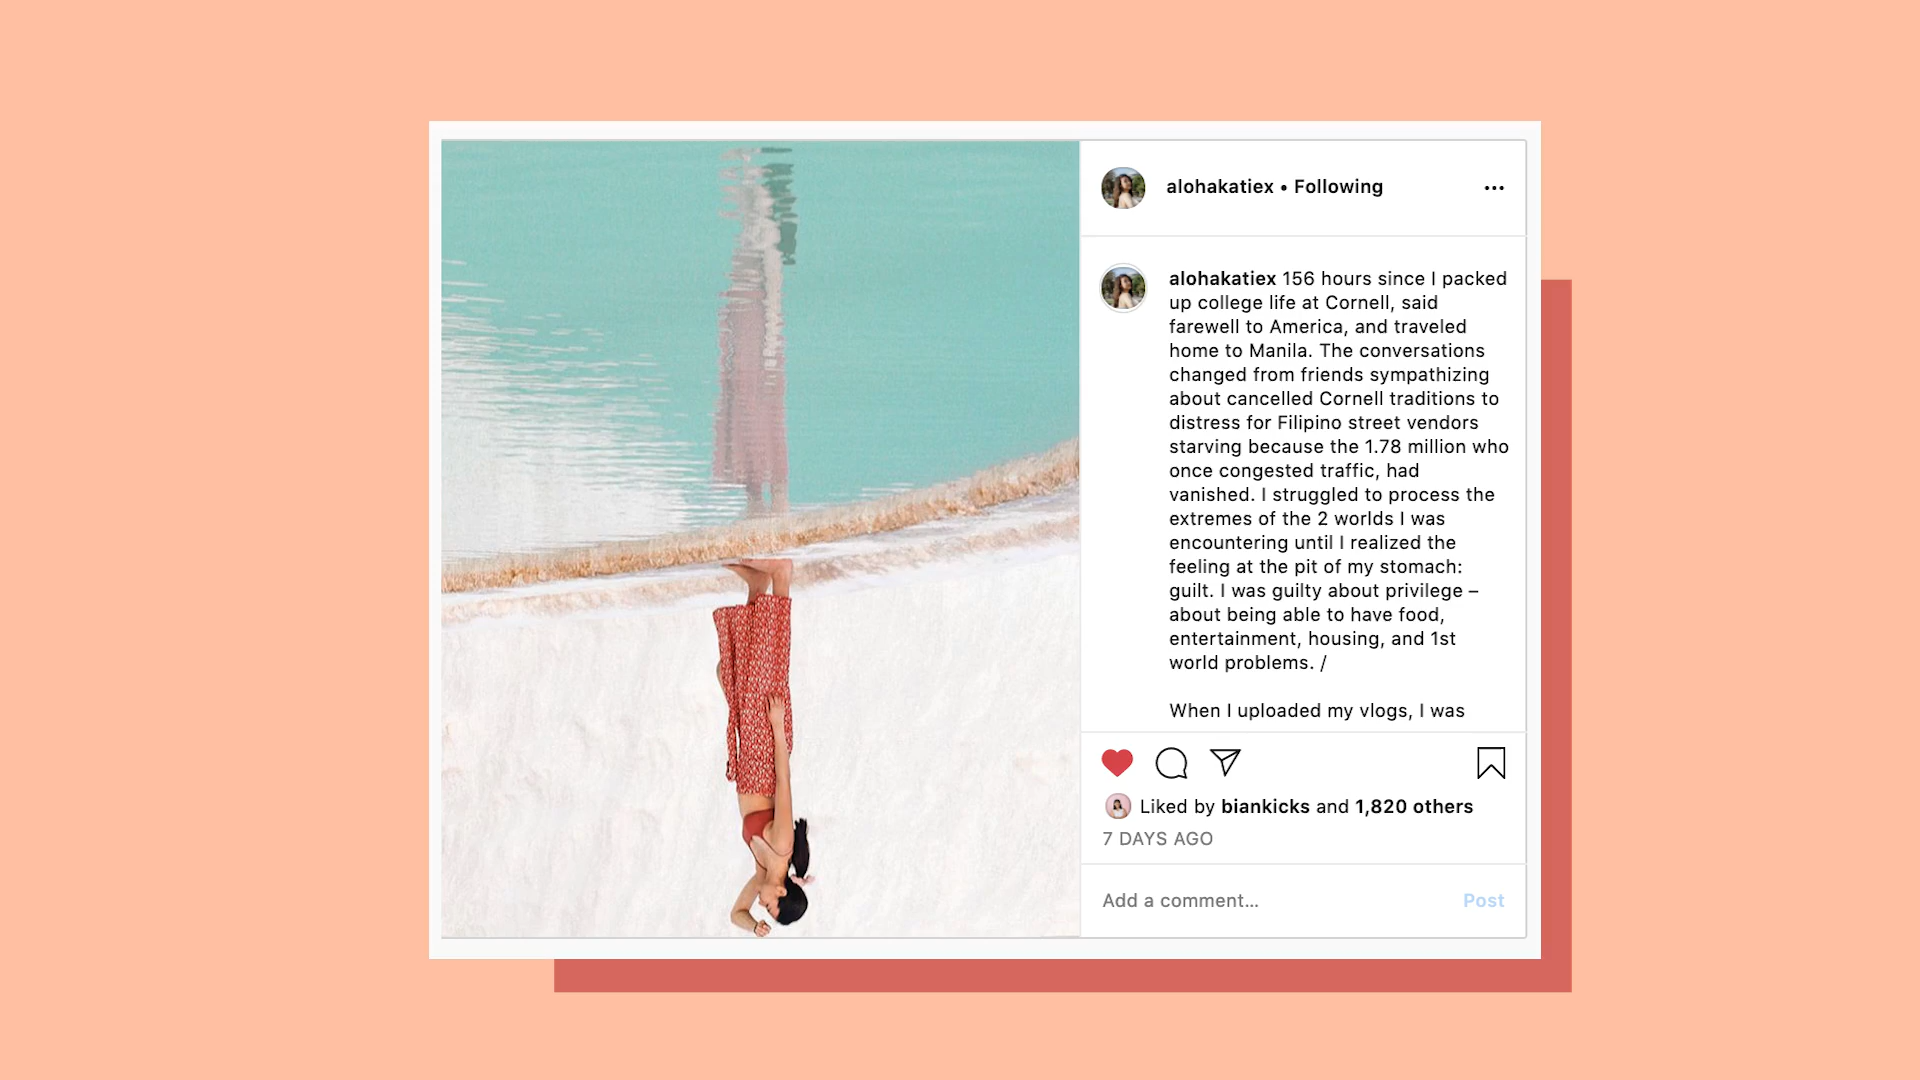 alohakatiex • Following
alohakatiex 156 hours since I packed
up college life at Cornell, said
farewell to America, and traveled
home to Manila. The conversations
changed from friends sympathizing
about cancelled Cornell traditions to
distress for Filipino street vendors
starving because the 1.78 million who
once congested traffic, had
vanished. I struggled to process the
extremes of the 2 worlds I was
encountering until I realized the
feeling at the pit of my stomach:
guilt. I was guilty about privilege –
about being able to have food,
entertainment, housing, and 1st
world problems. /
When I uploaded my vlogs, I was
Liked by biankicks and 1,820 others
7 DAYS AGO
Add a comment... Post